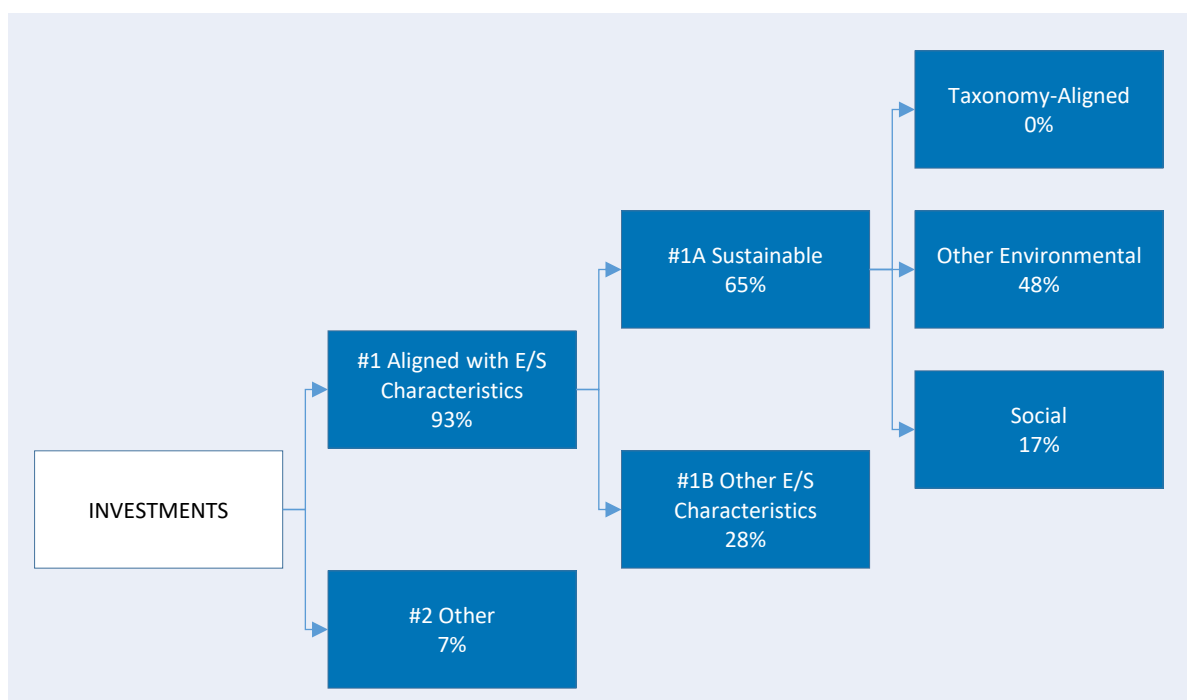 INVESTMENTS
#1 Aligned with E/S
Characteristics
93%
#2 Other
7%
#1A Sustainable
65%
#1B Other E/S
Characteristics
28%
Taxonomy-Aligned
0%
Other Environmental
48%
Social
17%